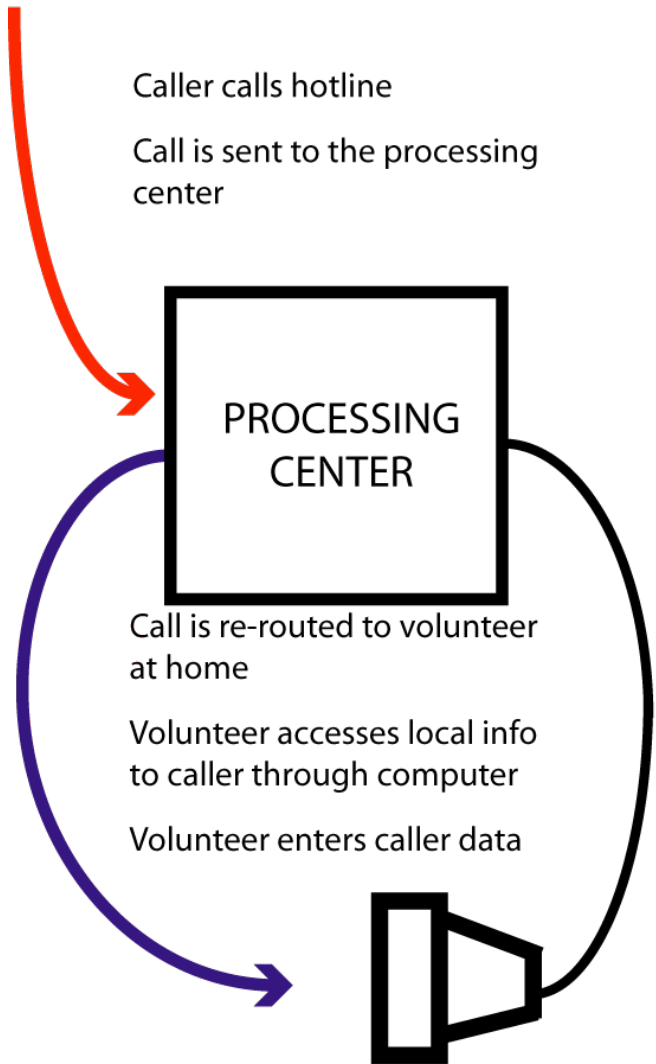 Caller calls hotline
Call is sent to the processing
center
PROCESSING
CENTER
Call is re-routed to volunteer
at home
Volunteer accesses local info
to caller through computer
Volunteer enters caller data